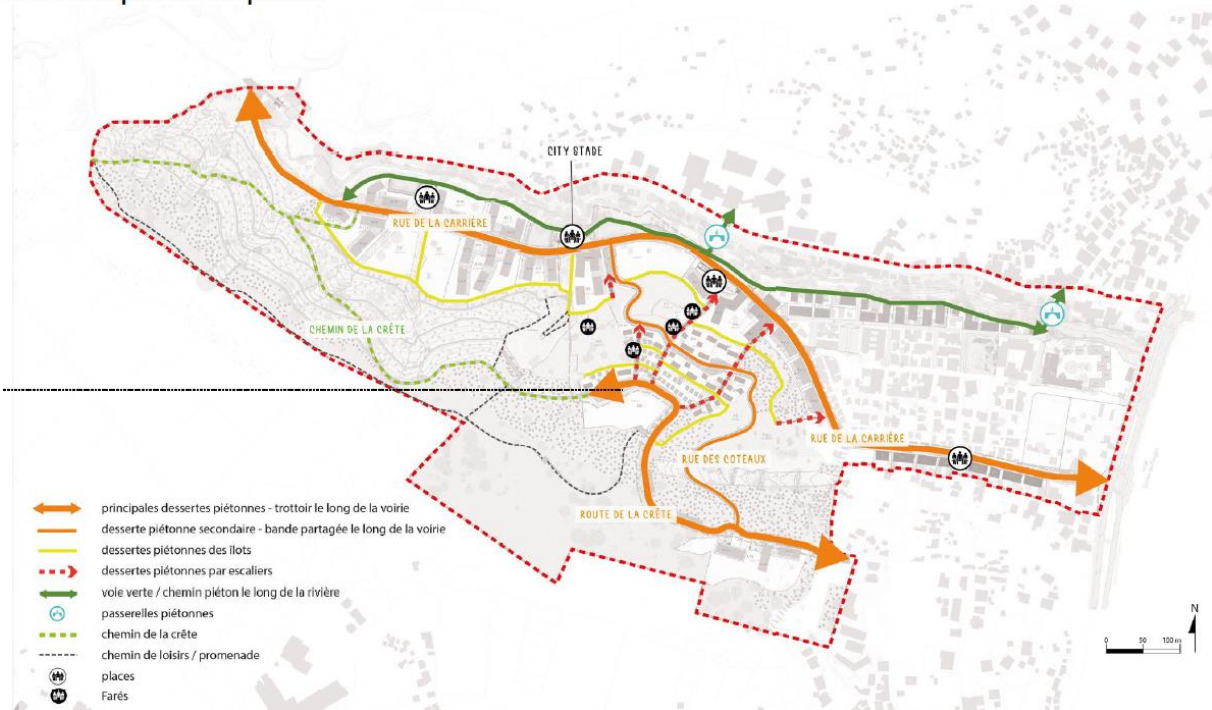 CITY STADE
RUE DE LA CARRIÈRE
CHEMIN DE LA CRÊTE
RUE DE LA CARRIÈRE
RUE DES COTEAUX
ROUTE DE LA CRÊTE
principales dessertes piétonnes - trottoir le long de la voirie
desserte piétonne secondaire - bande partagée le long de la voirie
dessertes piétonnes des îlots
dessertes piétonnes par escaliers
voie verte / chemin piéton le long de la rivière
passerelles piétonnes
chemin de la crête
chemin de loisirs / promenade
places
Farés
N
0 50 100 m